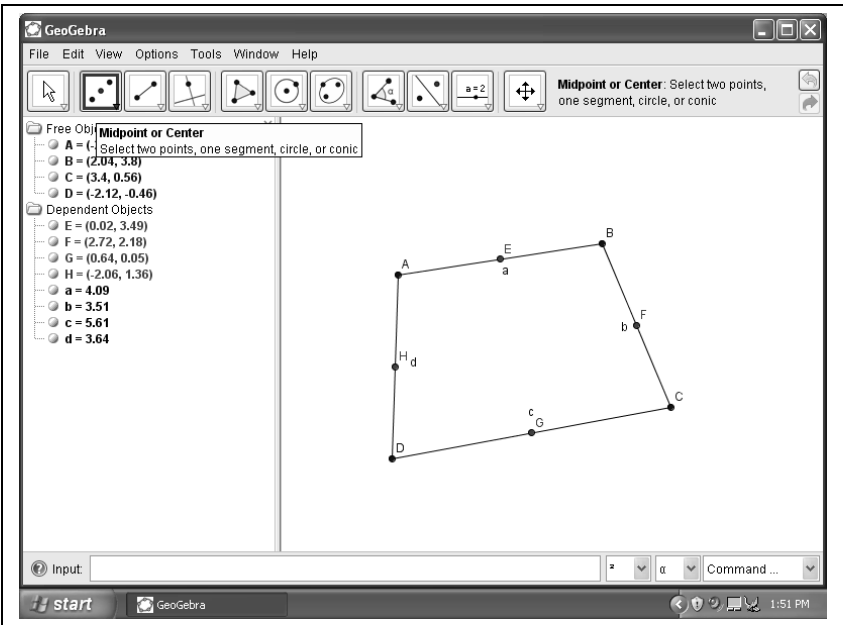 GeoGebra
File Edit View Options Tools Window Help
α
a=2
Midpoint or Center: Select two points,
one segment, circle, or conic
Midpoint or Center
Select two points, one segment, circle, or conic
Free Obj
A = (-
B = (2.04, 3.8)
C = (3.4, 0.56)
D = (-2.12, -0.46)
Dependent Objects
E = (0.02, 3.49)
F = (2.72, 2.18)
G = (0.64, 0.05)
H = (-2.06, 1.36)
a = 4.09
b = 3.51
c = 5.61
d = 3.64
B
E
A
a
F
b
H
d
C
c
G
D
Input:
²
α
Command ...
start
GeoGebra
1:51 PM